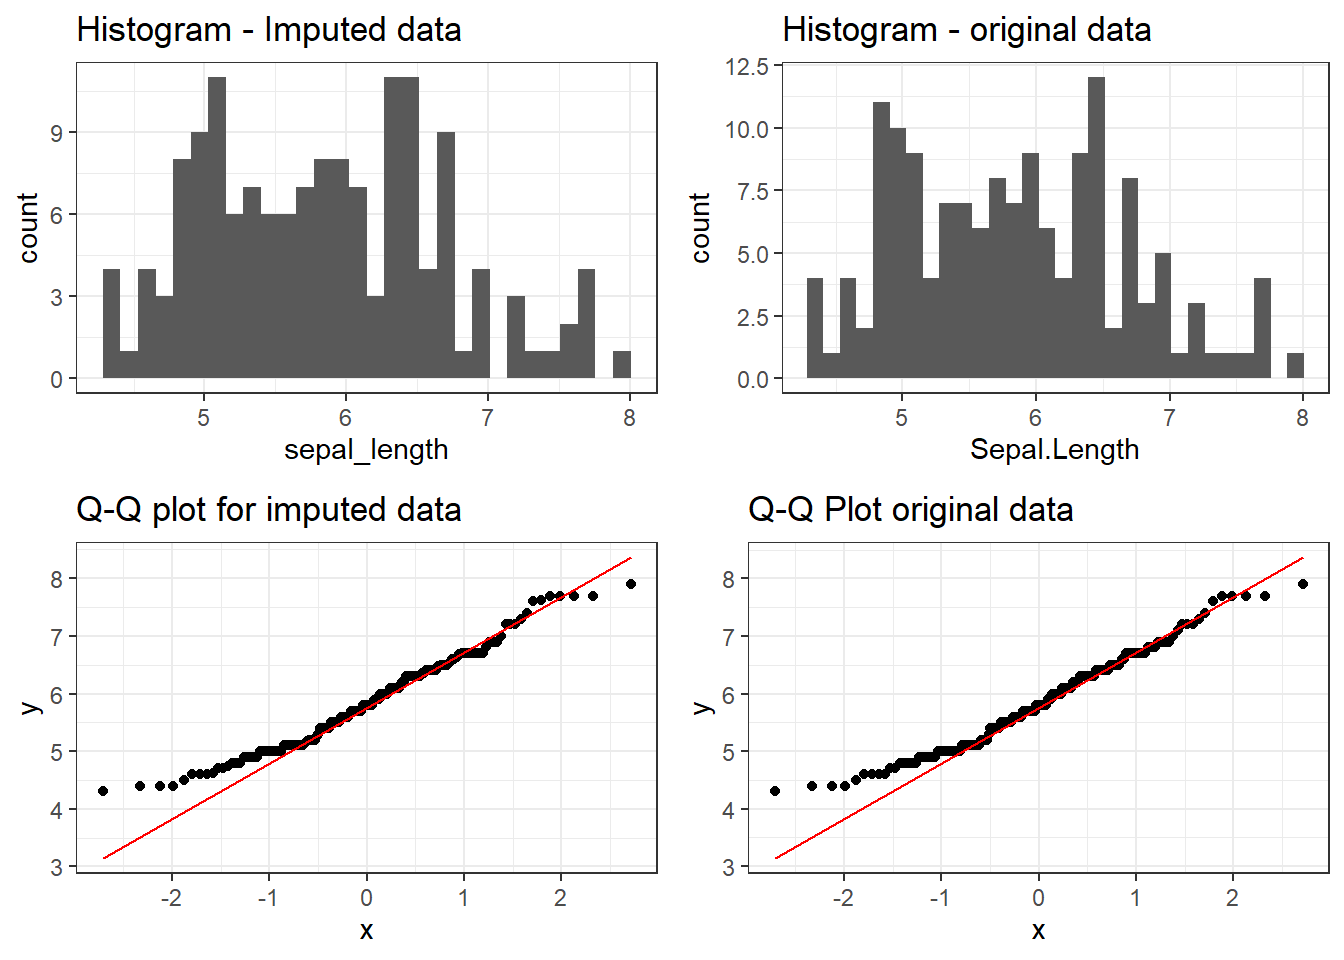 Histogram - Imputed data
count
9
6
3
0
5 6 7 8
sepal_length
Histogram - original data
count
12.5
10.0
7.5
5.0
2.5
0.0
5 6 7 8
Sepal.Length
Q-Q plot for imputed data
y
8
7
6
5
4
3
-2 -1 0 1 2
x
Q-Q Plot original data
y
8
7
6
5
4
3
-2 -1 0 1 2
x